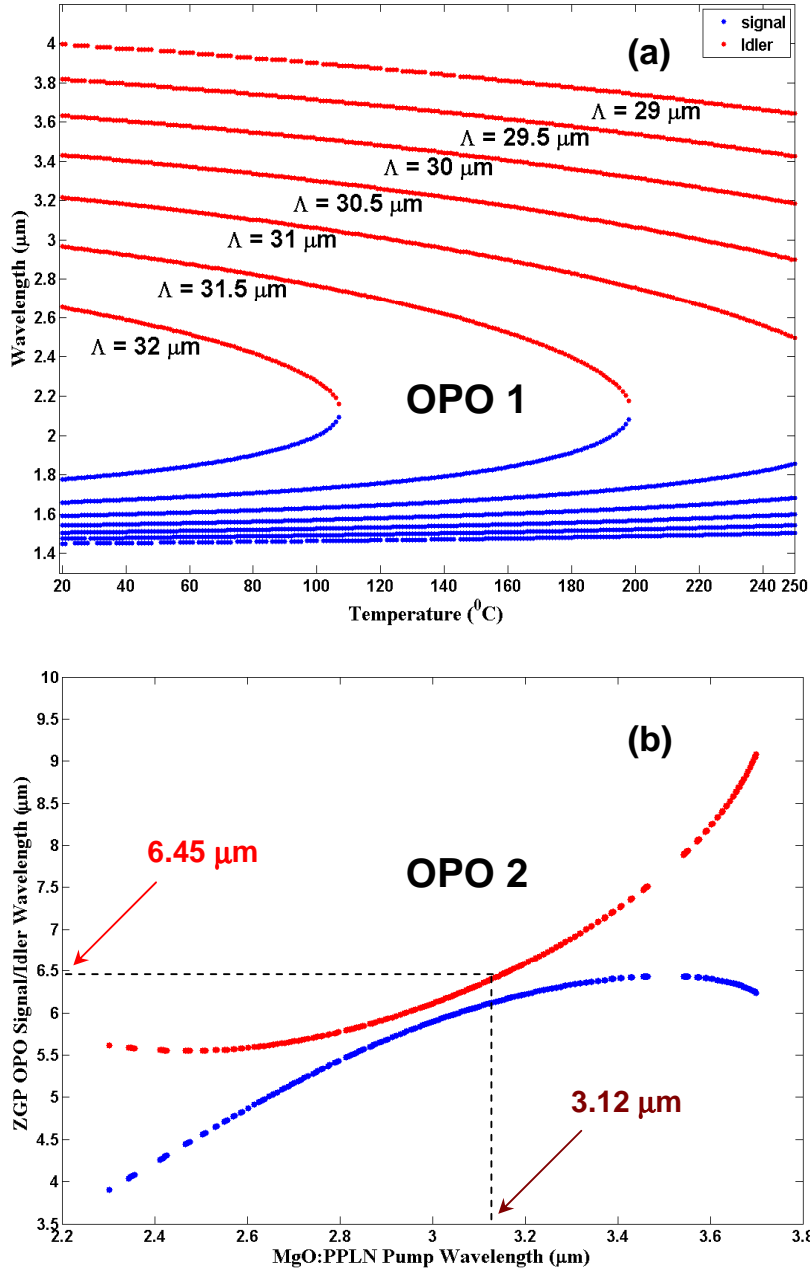 (a)
signal
Idler
4
3.8
3.6
3.4
3.2
3
2.8
2.6
2.4
2.2
2
1.8
1.6
1.4
Wavelength (μm)
Λ = 29 μm
Λ = 29.5 μm
Λ = 30 μm
Λ = 30.5 μm
Λ = 31 μm
Λ = 31.5 μm
Λ = 32 μm
OPO 1
20 40 60 80 100 120 140 160 180 200 220 240 250
Temperature (⁰C)
(b)
10
9.5
9
8.5
8
7.5
7
6.5
6
5.5
5
4.5
4
3.5
ZGP OPO Signal/Idler Wavelength (μm)
6.45 μm
OPO 2
3.12 μm
2.2 2.4 2.6 2.8 3 3.2 3.4 3.6 3.8
MgO:PPLN Pump Wavelength (μm)